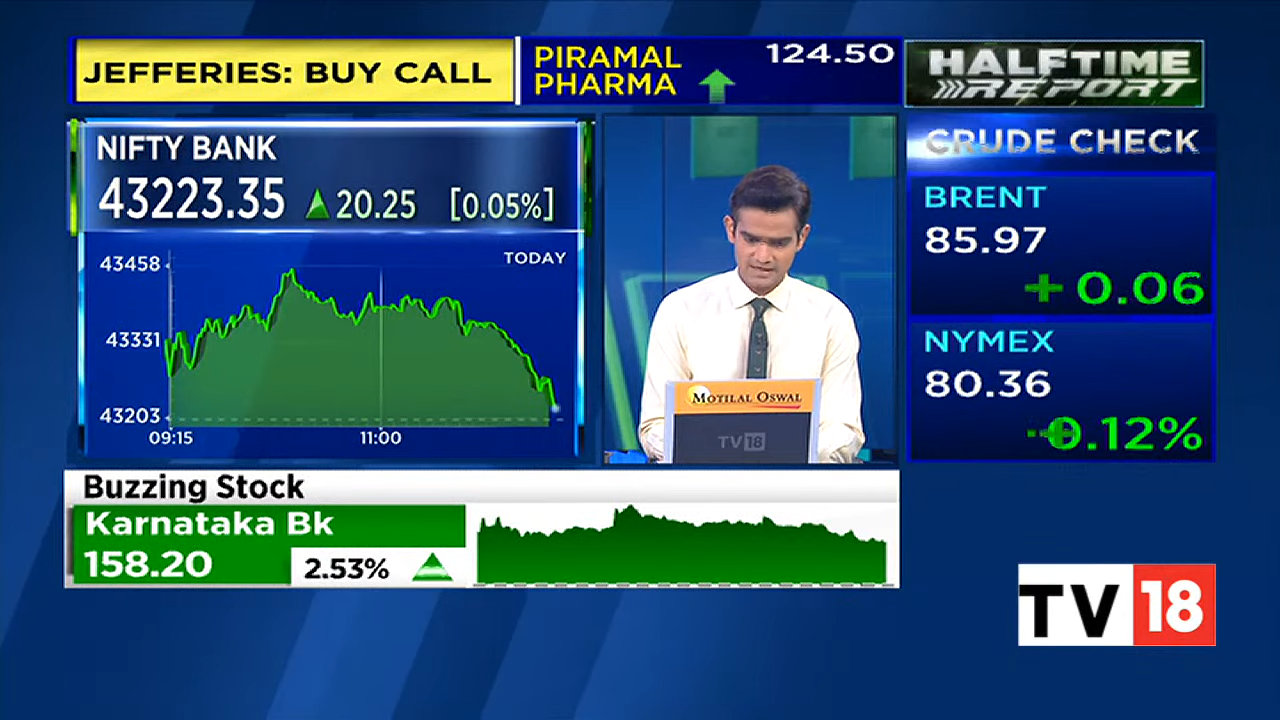 JEFFERIES: BUY CALL
PIRAMAL
PHARMA
124.50
HALFTIME
REPORT
NIFTY BANK
43223.35
20.25
[0.05%]
TODAY
43458
43331
43203
09:15
11:00
MOTILAL OSWAL
TV18
CRUDE CHECK
BRENT
85.97
+ 0.06
NYMEX
80.36
Buzzing Stock
Karnataka Bk
158.20
2.53%
TV18